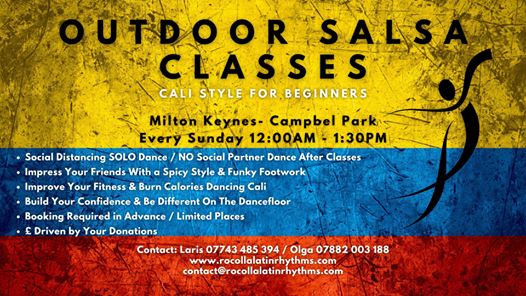 OUTDOOR SALSA
CLASSES
CALI STYLE FOR BEGINNERS
Milton Keynes- Campbel Park
Every Sunday 12:00AM - 1:30PM
• Social Distancing SOLO Dance / NO Social Partner Dance After Classes
• Impress Your Friends With a Spicy Style & Funky Footwork
• Improve Your Fitness & Burn Calories Dancing Cali
• Build Your Confidence & Be Different On The Dancefloor
• Booking Required in Advance / Limited Places
• £ Driven by Your Donations
Contact: Laris 07743 485 394 / Olga 07882 003 188
www.rocollalatinrhythms.com
contact@rocollalatinrhythms.com